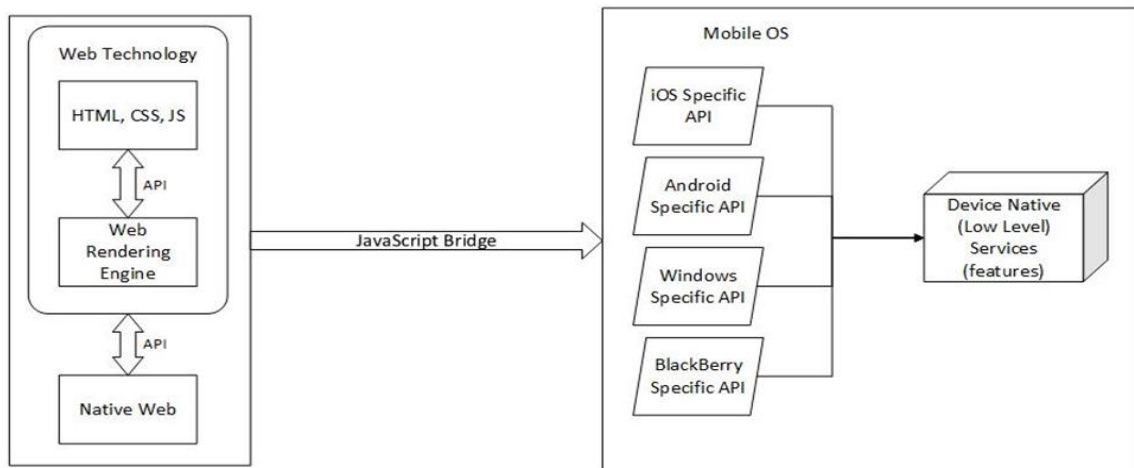 Web Technology
HTML, CSS, JS
API
Web
Rendering
Engine
API
Native Web
JavaScript Bridge
Mobile OS
iOS Specific
API
Android
Specific API
Windows
Specific API
BlackBerry
Specific API
Device Native
(Low Level)
Services
(features)